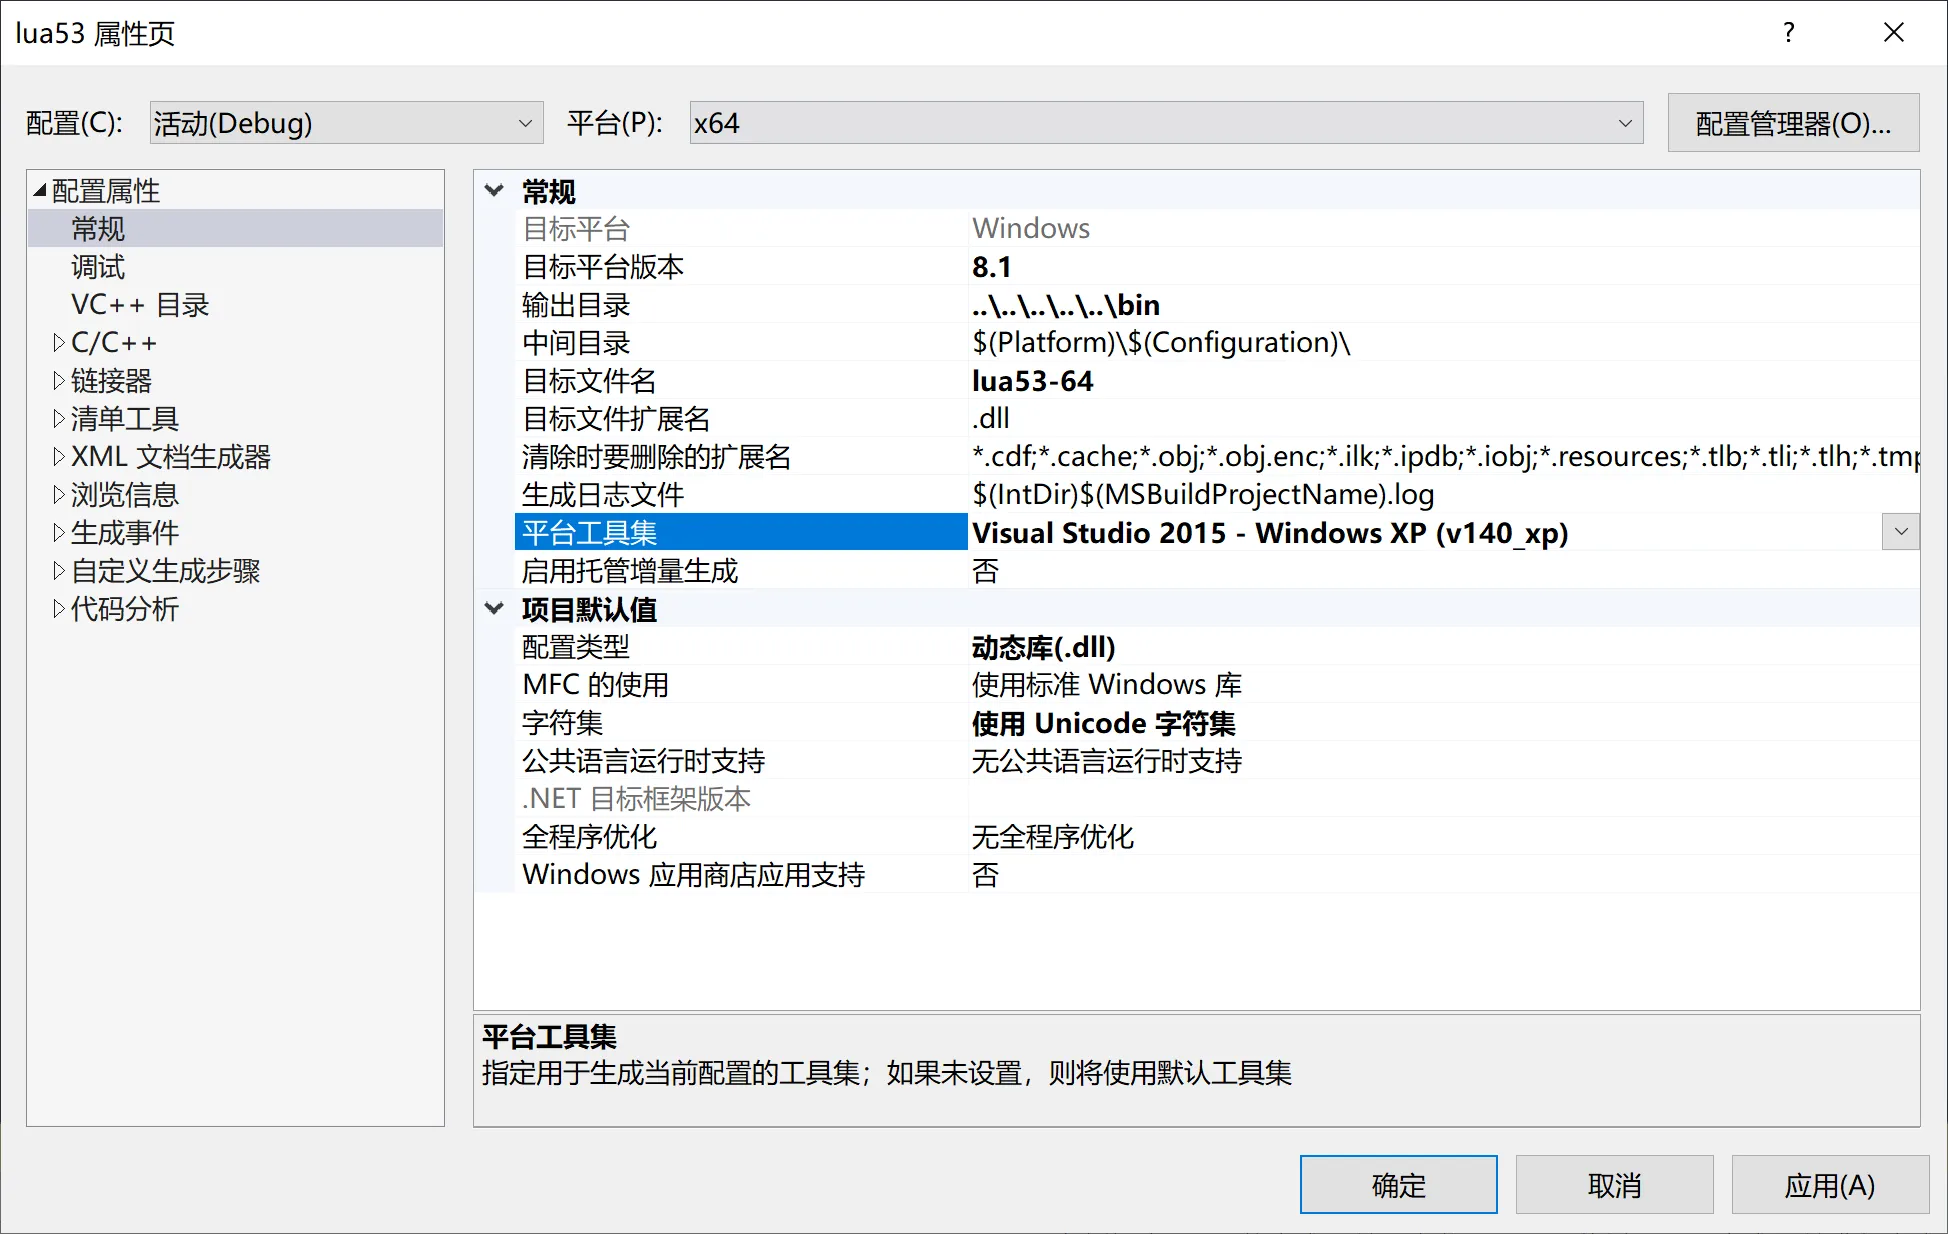 lua53 属性页
?
配置(C):
活动(Debug)
平台(P):
x64
配置管理器(O)...
配置属性
常规
调试
VC++ 目录
C/C++
链接器
清单工具
XML 文档生成器
浏览信息
生成事件
自定义生成步骤
代码分析
常规
目标平台 Windows
目标平台版本 8.1
输出目录 ..\..\..\..\..\bin
中间目录 $(Platform)\$(Configuration)\
目标文件名 lua53-64
目标文件扩展名 .dll
清除时要删除的扩展名 *.cdf;*.cache;*.obj;*.obj.enc;*.ilk;*.ipdb;*.iobj;*.resources;*.tlb;*.tli;*.tlh;*.tmp
生成日志文件 $(IntDir)$(MSBuildProjectName).log
平台工具集 Visual Studio 2015 - Windows XP (v140_xp)
启用托管增量生成 否
项目默认值
配置类型 动态库(.dll)
MFC 的使用 使用标准 Windows 库
字符集 使用 Unicode 字符集
公共语言运行时支持 无公共语言运行时支持
.NET 目标框架版本
全程序优化 无全程序优化
Windows 应用商店应用支持 否
平台工具集
指定用于生成当前配置的工具集；如果未设置，则将使用默认工具集
确定
取消
应用(A)